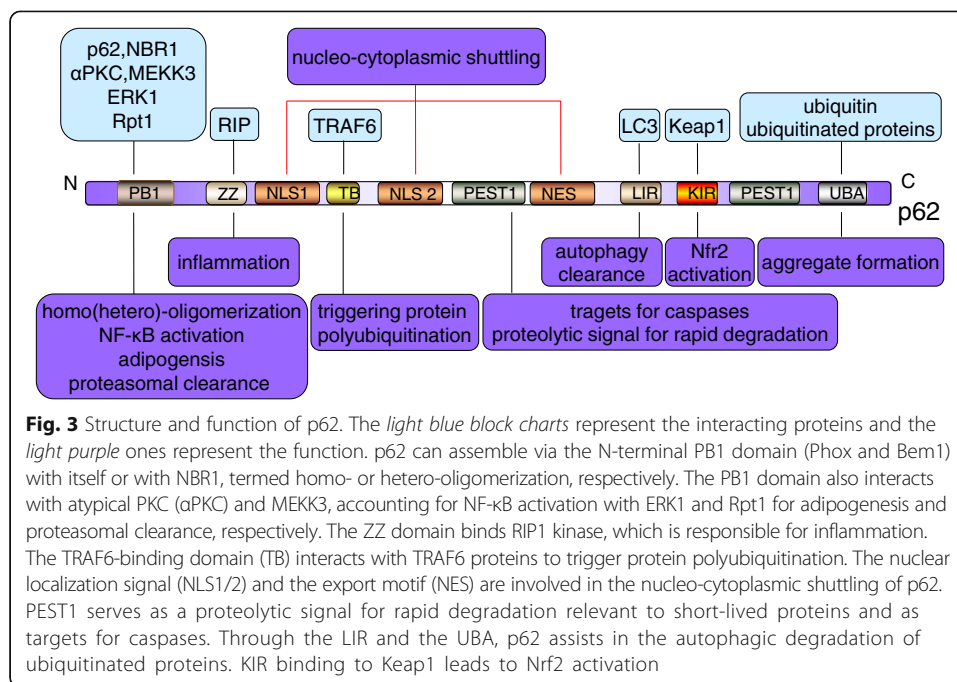 p62,NBR1
αPKC,MEKK3
ERK1
Rpt1
RIP
nucleo-cytoplasmic shuttling
TRAF6
LC3
Keap1
ubiquitin
ubiquitinated proteins
N
PB1
ZZ
NLS1
TB
NLS 2
PEST1
NES
LIR
KIR
PEST1
UBA
C
p62
inflammation
autophagy
clearance
Nfr2
activation
aggregate formation
homo(hetero)-oligomerization
NF-κB activation
adipogensis
proteasomal clearance
triggering protein
polyubiquitination
tragets for caspases
proteolytic signal for rapid degradation
Fig. 3 Structure and function of p62. The light blue block charts represent the interacting proteins and the
light purple ones represent the function. p62 can assemble via the N-terminal PB1 domain (Phox and Bem1)
with itself or with NBR1, termed homo- or hetero-oligomerization, respectively. The PB1 domain also interacts
with atypical PKC (αPKC) and MEKK3, accounting for NF-κB activation with ERK1 and Rpt1 for adipogenesis and
proteasomal clearance, respectively. The ZZ domain binds RIP1 kinase, which is responsible for inflammation.
The TRAF6-binding domain (TB) interacts with TRAF6 proteins to trigger protein polyubiquitination. The nuclear
localization signal (NLS1/2) and the export motif (NES) are involved in the nucleo-cytoplasmic shuttling of p62.
PEST1 serves as a proteolytic signal for rapid degradation relevant to short-lived proteins and as
targets for caspases. Through the LIR and the UBA, p62 assists in the autophagic degradation of
ubiquitinated proteins. KIR binding to Keap1 leads to Nrf2 activation